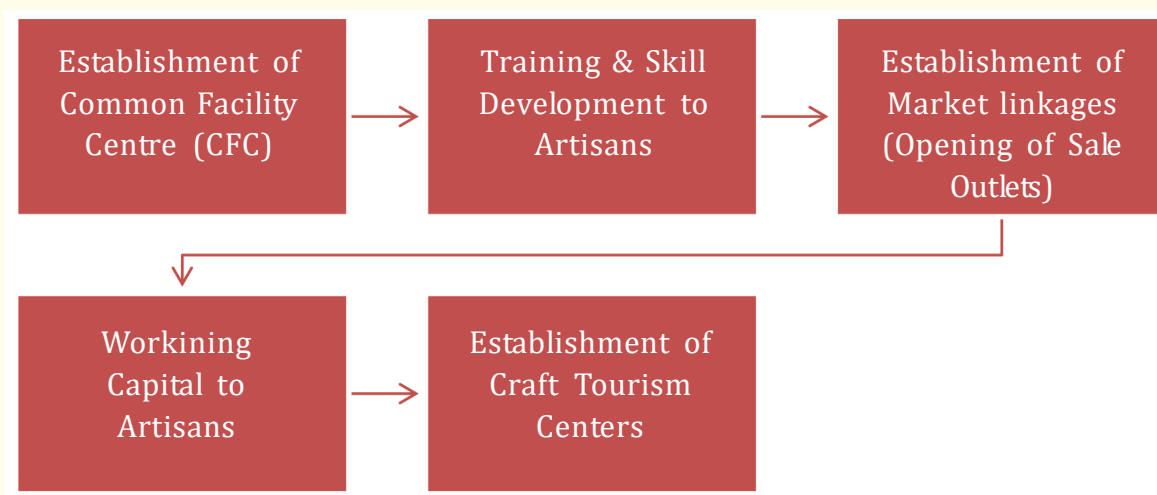 Establishment of
Common Facility
Centre (CFC)
Training & Skill
Development to
Artisans
Establishment of
Market linkages
(Opening of Sale
Outlets)
Workining
Capital to
Artisans
Establishment of
Craft Tourism
Centers